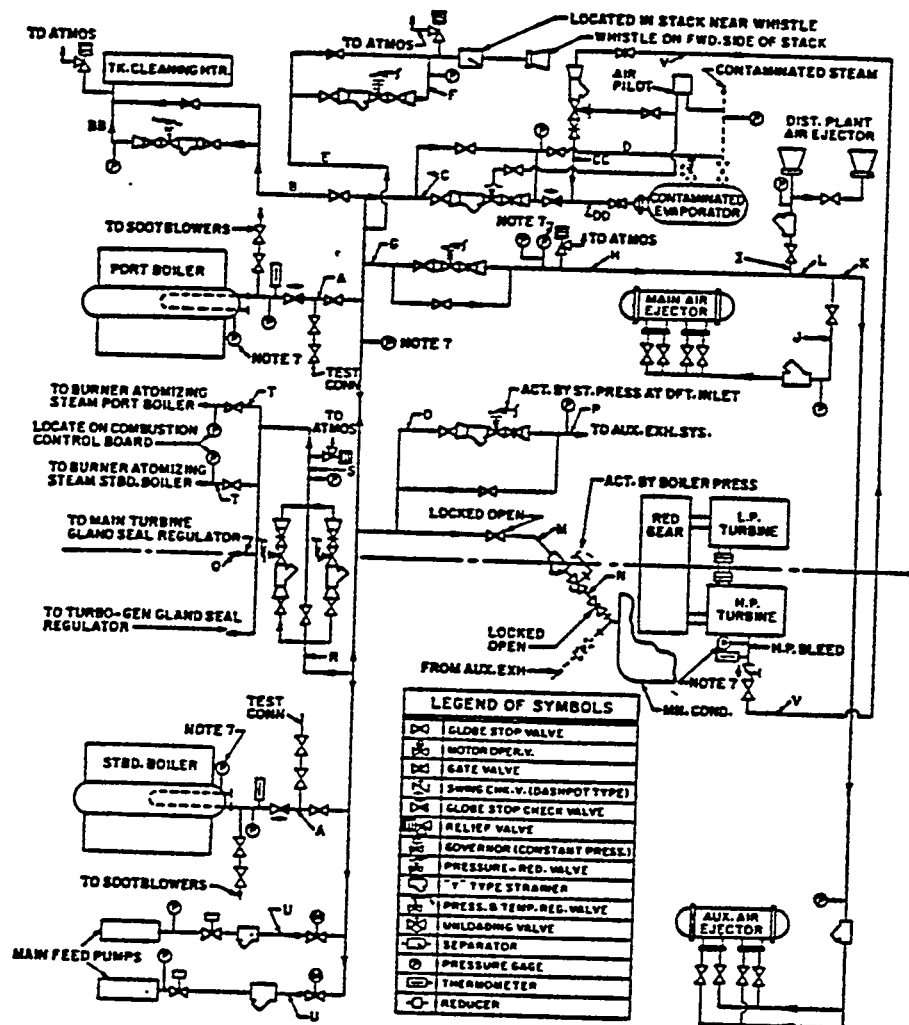 LOCATED IN STACK NEAR WHISTLE
TO ATMOS
TO ATMOS
WHISTLE ON FWD. SIDE OF STACK
TK. CLEANING HTR.
V
AIR
PILOT
CONTAMINATED STEAM
F
DIST. PLANT
AIR EJECTOR
BB
E
D
CC
B
C
CONTAMINATED
EVAPORATOR
DD
TO SOOTBLOWERS
NOTE 7
TO ATMOS
PORT BOILER
G
H
I
L
K
A
MAIN AIR
EJECTOR
NOTE 7
NOTE 7
J
TEST
CONN
TO BURNER ATOMIZING
STEAM PORT BOILER
T
ACT. BY ST. PRESS AT DFT. INLET
TO
ATMOS
O
P
TO AUX. EXH. SYS.
LOCATE ON COMBUSTION
CONTROL BOARD
S
TO BURNER ATOMIZING
STEAM STBD. BOILER
T
ACT. BY BOILER PRESS
LOCKED OPEN
M
RED
GEAR
L.P.
TURBINE
TO MAIN TURBINE
GLAND SEAL REGULATOR
Q
N
H.P.
TURBINE
TO TURBO-GEN GLAND SEAL
REGULATOR
LOCKED
OPEN
R
H.P. BLEED
FROM AUX. EXH
NOTE 7
MN. COND.
V
TEST
CONN
NOTE 7
STBD. BOILER
A
TO SOOTBLOWERS
U
MAIN FEED PUMPS
U
LEGEND OF SYMBOLS
GLOBE STOP VALVE
MOTOR OPER. V.
GATE VALVE
SWING CHK. V. (DASHPOT TYPE)
GLOBE STOP CHECK VALVE
RELIEF VALVE
GOVERNOR (CONSTANT PRESS.)
PRESSURE-RED. VALVE
"Y" TYPE STRAINER
PRESS. & TEMP. REG. VALVE
UNLOADING VALVE
SEPARATOR
PRESSURE GAGE
THERMOMETER
REDUCER
AUX. AIR
EJECTOR